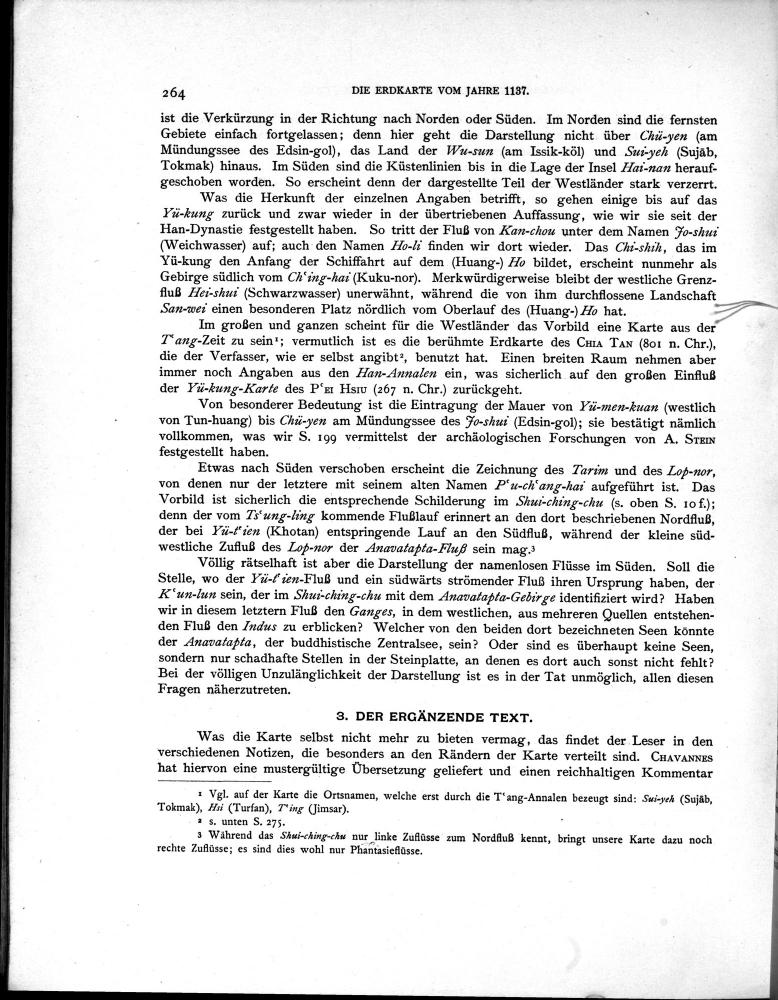 264 DIE ERDKARTE VOM JAHRE 1137.
ist die Verkürzung in der Richtung nach Norden oder Süden. Im Norden sind die fernsten
Gebiete einfach fortgelassen; denn hier geht die Darstellung nicht über Chü-yen (am
Mündungssee des Edsin-gol), das Land der Wu-sun (am Issik-köl) und Sui-yeh (Sujāb,
Tokmak) hinaus. Im Süden sind die Küstenlinien bis in die Lage der Insel Hai-nan herauf-
geschoben worden. So erscheint denn der dargestellte Teil der Westländer stark verzerrt.
Was die Herkunft der einzelnen Angaben betrifft, so gehen einige bis auf das
Yü-kung zurück und zwar wieder in der übertriebenen Auffassung, wie wir sie seit der
Han-Dynastie festgestellt haben. So tritt der Fluß von Kan-chou unter dem Namen Jo-shui
(Weichwasser) auf; auch den Namen Ho-li finden wir dort wieder. Das Chi-shih, das im
Yü-kung den Anfang der Schiffahrt auf dem (Huang-) Ho bildet, erscheint nunmehr als
Gebirge südlich vom Chʻing-hai (Kuku-nor). Merkwürdigerweise bleibt der westliche Grenz-
fluß Hei-shui (Schwarzwasser) unerwähnt, während die von ihm durchflossene Landschaft
San-wei einen besonderen Platz nördlich vom Oberlauf des (Huang-) Ho hat.
Im großen und ganzen scheint für die Westländer das Vorbild eine Karte aus der
Tʻang-Zeit zu sein¹; vermutlich ist es die berühmte Erdkarte des CHIA TAN (801 n. Chr.),
die der Verfasser, wie er selbst angibt², benutzt hat. Einen breiten Raum nehmen aber
immer noch Angaben aus den Han-Annalen ein, was sicherlich auf den großen Einfluß
der Yü-kung-Karte des PʻEI HSIU (267 n. Chr.) zurückgeht.
Von besonderer Bedeutung ist die Eintragung der Mauer von Yü-men-kuan (westlich
von Tun-huang) bis Chü-yen am Mündungssee des Jo-shui (Edsin-gol); sie bestätigt nämlich
vollkommen, was wir S. 199 vermittelst der archäologischen Forschungen von A. STEIN
festgestellt haben.
Etwas nach Süden verschoben erscheint die Zeichnung des Tarim und des Lop-nor,
von denen nur der letztere mit seinem alten Namen Pʻu-chʻang-hai aufgeführt ist. Das
Vorbild ist sicherlich die entsprechende Schilderung im Shui-ching-chu (s. oben S. 10 f.);
denn der vom Tsʻung-ling kommende Flußlauf erinnert an den dort beschriebenen Nordfluß,
der bei Yü-tʻien (Khotan) entspringende Lauf an den Südfluß, während der kleine süd-
westliche Zufluß des Lop-nor der Anavatapta-Fluß sein mag.³
Völlig rätselhaft ist aber die Darstellung der namenlosen Flüsse im Süden. Soll die
Stelle, wo der Yü-tʻien-Fluß und ein südwärts strömender Fluß ihren Ursprung haben, der
Kʻun-lun sein, der im Shui-ching-chu mit dem Anavatapta-Gebirge identifiziert wird? Haben
wir in diesem letztern Fluß den Ganges, in dem westlichen, aus mehreren Quellen entstehen-
den Fluß den Indus zu erblicken? Welcher von den beiden dort bezeichneten Seen könnte
der Anavatapta, der buddhistische Zentralsee, sein? Oder sind es überhaupt keine Seen,
sondern nur schadhafte Stellen in der Steinplatte, an denen es dort auch sonst nicht fehlt?
Bei der völligen Unzulänglichkeit der Darstellung ist es in der Tat unmöglich, allen diesen
Fragen näherzutreten.
3. DER ERGÄNZENDE TEXT.
Was die Karte selbst nicht mehr zu bieten vermag, das findet der Leser in den
verschiedenen Notizen, die besonders an den Rändern der Karte verteilt sind. CHAVANNES
hat hiervon eine mustergültige Übersetzung geliefert und einen reichhaltigen Kommentar
¹ Vgl. auf der Karte die Ortsnamen, welche erst durch die Tʻang-Annalen bezeugt sind: Sui-yeh (Sujāb,
Tokmak), Hsi (Turfan), Tʻing (Jimsar).
² s. unten S. 275.
³ Während das Shui-ching-chu nur linke Zuflüsse zum Nordfluß kennt, bringt unsere Karte dazu noch
rechte Zuflüsse; es sind dies wohl nur Phantasieflüsse.